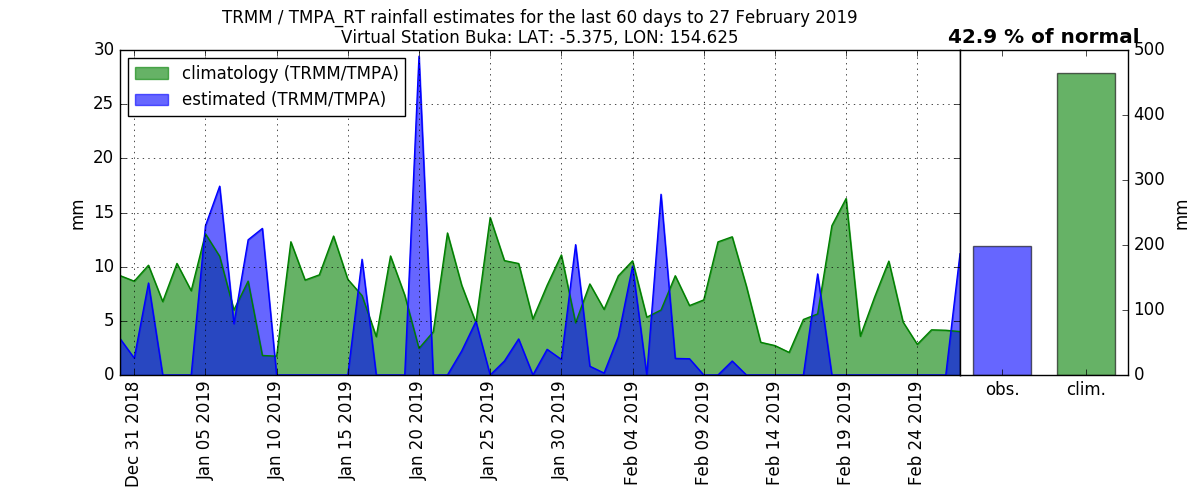 TRMM / TMPA_RT rainfall estimates for the last 60 days to 27 February 2019
Virtual Station Buka: LAT: -5.375, LON: 154.625
42.9 % of normal
climatology (TRMM/TMPA)
estimated (TRMM/TMPA)
30
25
20
15
10
5
0
mm
Dec 31 2018
Jan 05 2019
Jan 10 2019
Jan 15 2019
Jan 20 2019
Jan 25 2019
Jan 30 2019
Feb 04 2019
Feb 09 2019
Feb 14 2019
Feb 19 2019
Feb 24 2019
obs.
clim.
500
400
300
200
100
0
mm